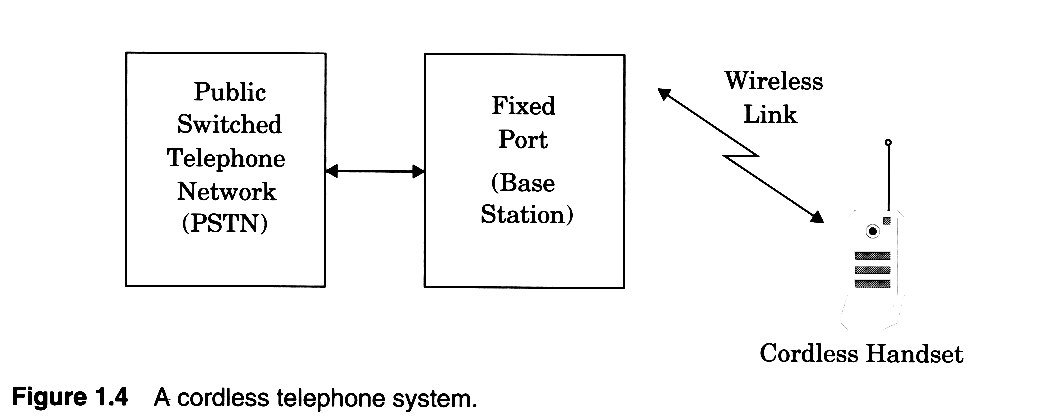 Public
Switched
Telephone
Network
(PSTN)
Fixed
Port
(Base
Station)
Wireless
Link
Cordless Handset
Figure 1.4 A cordless telephone system.